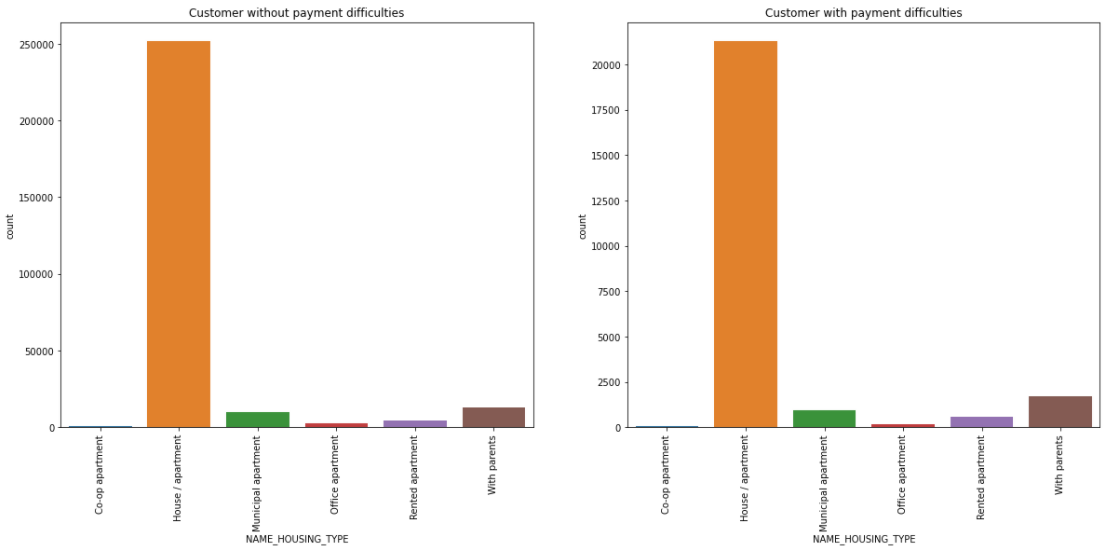 Customer without payment difficulties
250000
200000
150000
100000
50000
0
count
Co-op apartment
House / apartment
Municipal apartment
Office apartment
Rented apartment
With parents
NAME_HOUSING_TYPE
Customer with payment difficulties
20000
17500
15000
12500
10000
7500
5000
2500
0
count
Co-op apartment
House / apartment
Municipal apartment
Office apartment
Rented apartment
With parents
NAME_HOUSING_TYPE